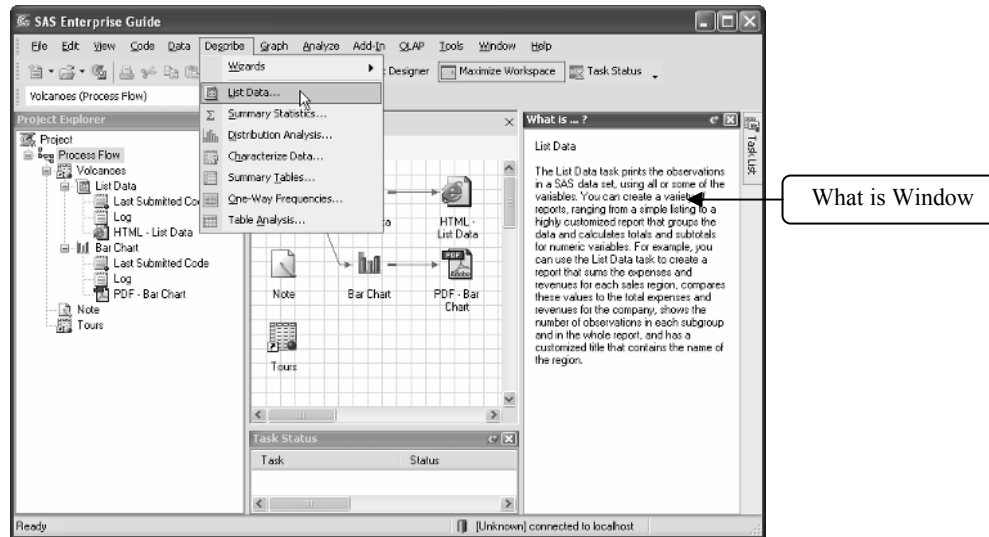 SAS Enterprise Guide
File Edit View Code Data Describe Graph Analyze Add-In OLAP Tools Window Help
Designer Maximize Workspace Task Status
Volcanoes (Process Flow)
Wizards
List Data...
Summary Statistics...
Distribution Analysis...
Characterize Data...
Summary Tables...
One-Way Frequencies...
Table Analysis...
Project Explorer
Project
Process Flow
Volcanoes
List Data
Last Submitted Co
Log
HTML - List Data
Bar Chart
Last Submitted Code
Log
PDF - Bar Chart
Note
Tours
HTML -
List Data
Note
Bar Chart
PDF - Bar
Chart
Tours
Task Status
Task Status
What is ... ?
List Data
The List Data task prints the observations
in a SAS data set, using all or some of the
variables. You can create a variety of
reports, ranging from a simple listing to a
highly customized report that groups the
data and calculates totals and subtotals
for numeric variables. For example, you
can use the List Data task to create a
report that sums the expenses and
revenues for each sales region, compares
these values to the total expenses and
revenues for the company, shows the
number of observations in each subgroup
and in the whole report, and has a
customized title that contains the name of
the region.
Task List
What is Window
Ready
[Unknown] connected to localhost